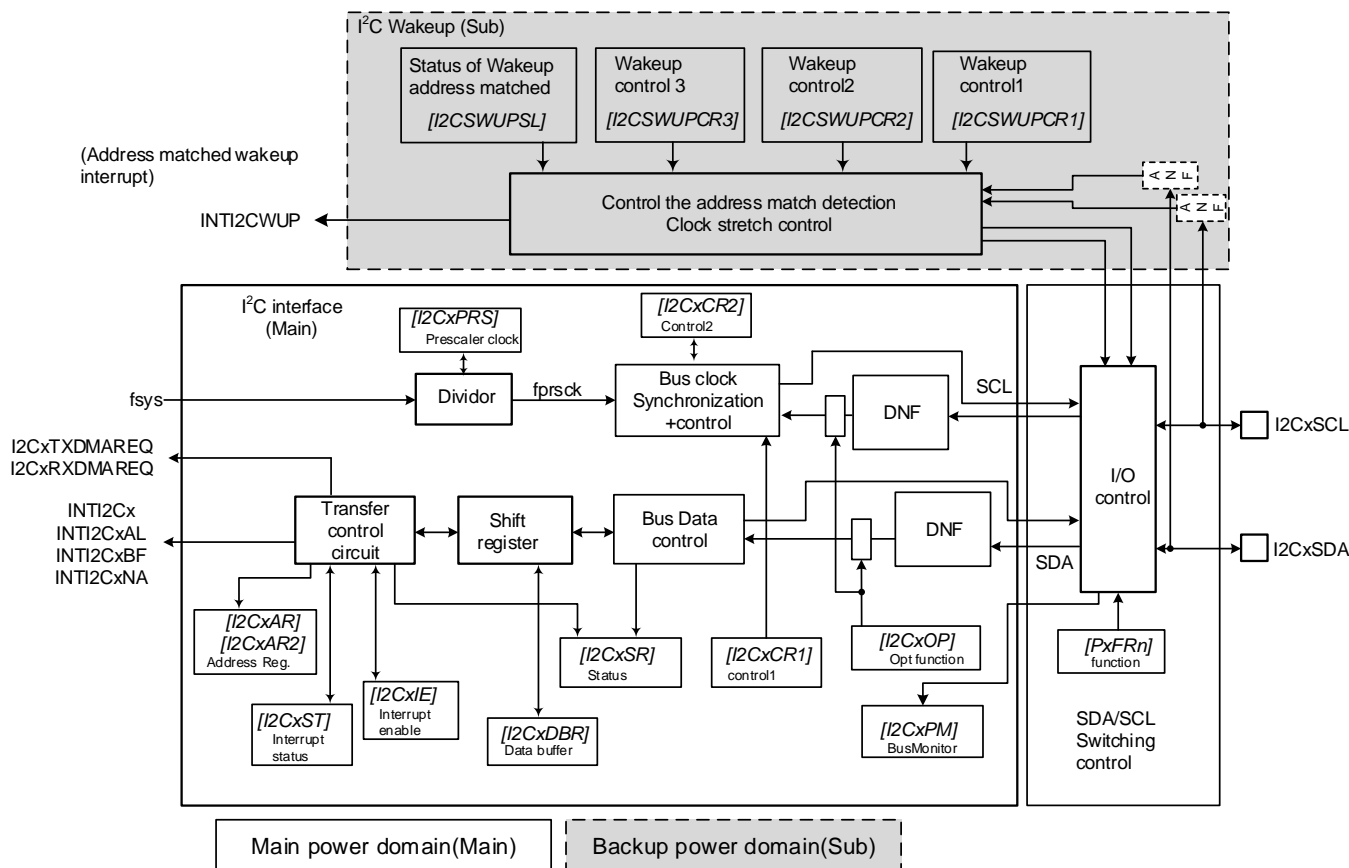 I2C Wakeup (Sub)
Status of Wakeup
address matched
[I2CSWUPSL]
Wakeup
control 3
[I2CSWUPCR3]
Wakeup
control2
[I2CSWUPCR2]
Wakeup
control1
[I2CSWUPCR1]
(Address matched wakeup
interrupt)
INTI2CWUP
Control the address match detection
Clock stretch control
ANF
ANF
I2C interface
(Main)
[I2CxPRS]
Prescaler clock
[I2CxCR2]
Control2
fsys
Dividor
fprsck
Bus clock
Synchronization
+control
DNF
SCL
I2CxTXDMAREQ
I2CxRXDMAREQ
INTI2Cx
INTI2CxAL
INTI2CxBF
INTI2CxNA
Transfer
control
circuit
Shift
register
Bus Data
control
DNF
SDA
I/O
control
I2CxSCL
I2CxSDA
[I2CxAR]
[I2CxAR2]
Address Reg.
[I2CxST]
Interrupt
status
[I2CxIE]
Interrupt
enable
[I2CxDBR]
Data buffer
[I2CxSR]
Status
[I2CxCR1]
control1
[I2CxOP]
Opt function
[I2CxPM]
BusMonitor
[PxFRn]
function
SDA/SCL
Switching
control
Main power domain(Main)
Backup power domain(Sub)